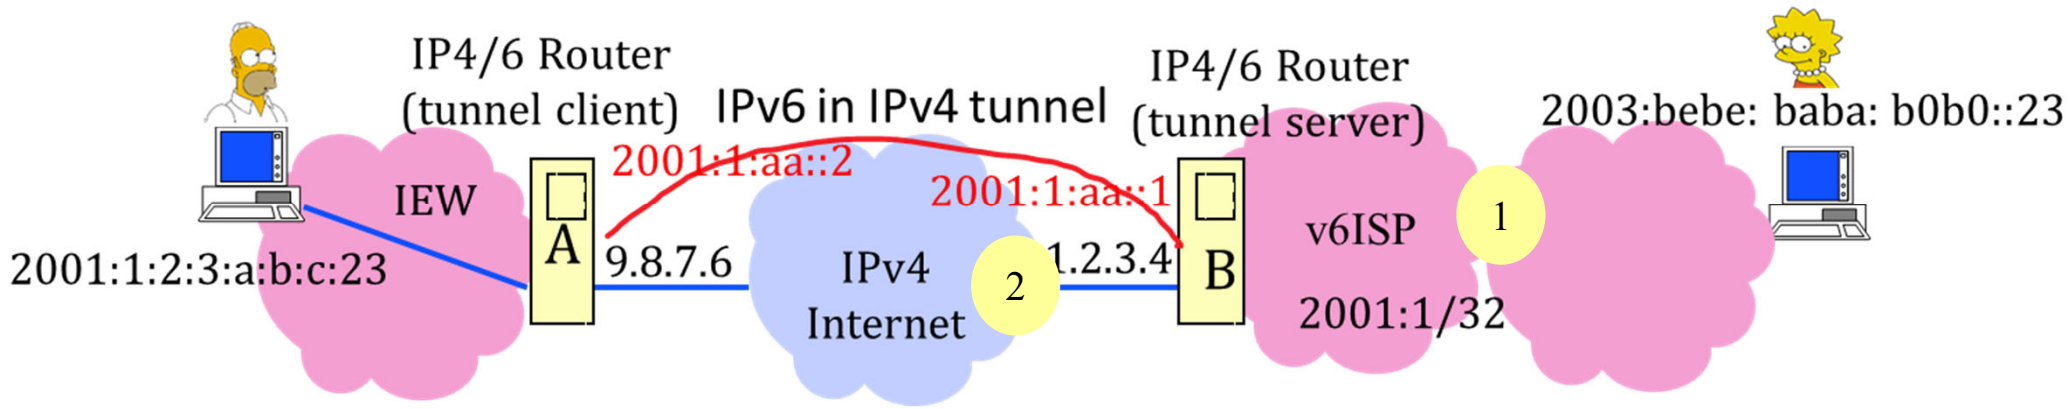 IP4/6 Router
(tunnel client)
IPv6 in IPv4 tunnel
IP4/6 Router
(tunnel server)
2003:bebe: baba: b0b0::23
2001:1:aa::2
2001:1:aa::1
IEW
A
9.8.7.6
IPv4
Internet
2
1.2.3.4
B
v6ISP
1
2001:1/32
2001:1:2:3:a:b:c:23